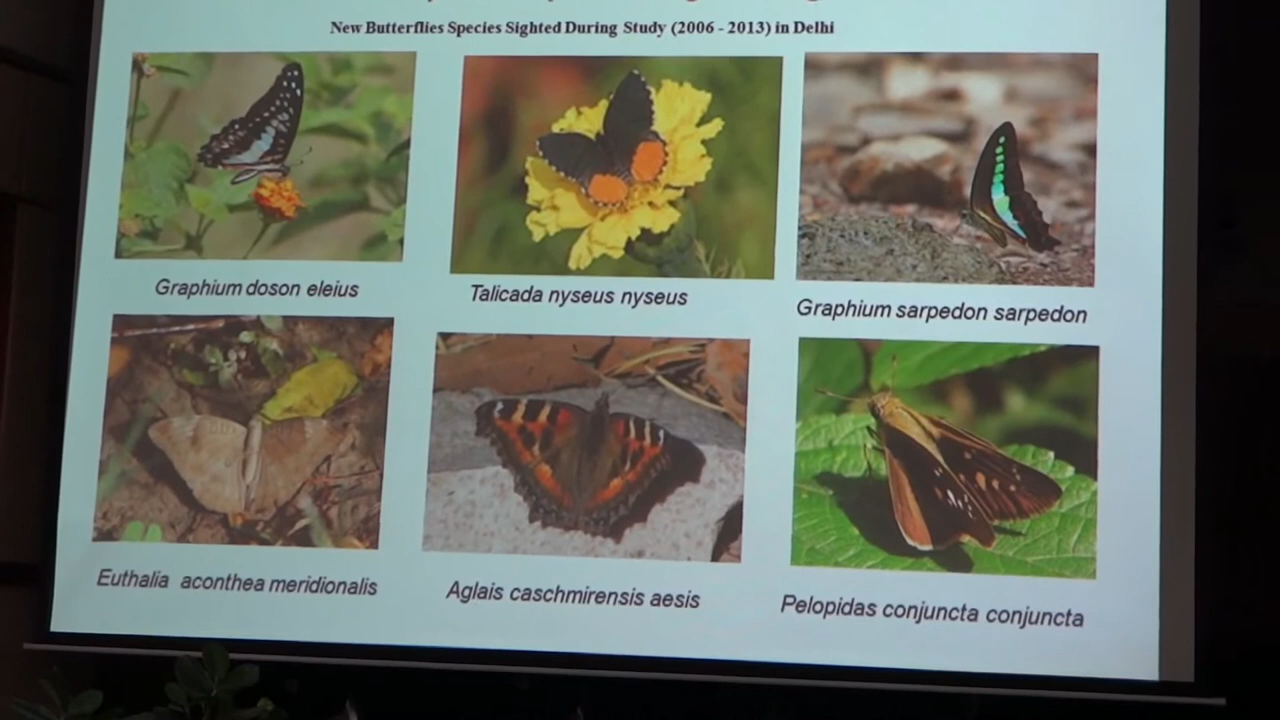 New Butterflies Species Sighted During Study (2006 - 2013) in Delhi
Graphium doson eleius
Talicada nyseus nyseus
Graphium sarpedon sarpedon
Euthalia aconthea meridionalis
Aglais caschmirensis aesis
Pelopidas conjuncta conjuncta